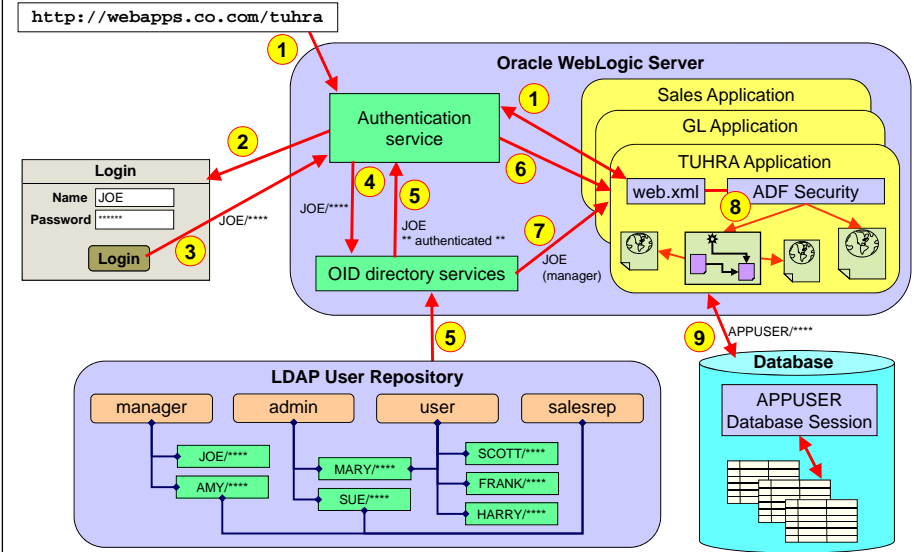 http://webapps.co.com/tuhra
1
Oracle WebLogic Server
Authentication
service
1
Sales Application
GL Application
TUHRA Application
web.xml
ADF Security
2
Login
Name JOE
Password ******
Login
3
JOE/****
4
JOE/****
5
JOE
** authenticated **
6
7
JOE
(manager)
8
OID directory services
5
9
APPUSER/****
LDAP User Repository
manager
admin
user
salesrep
JOE/****
AMY/****
MARY/****
SUE/****
SCOTT/****
FRANK/****
HARRY/****
Database
APPUSER
Database Session